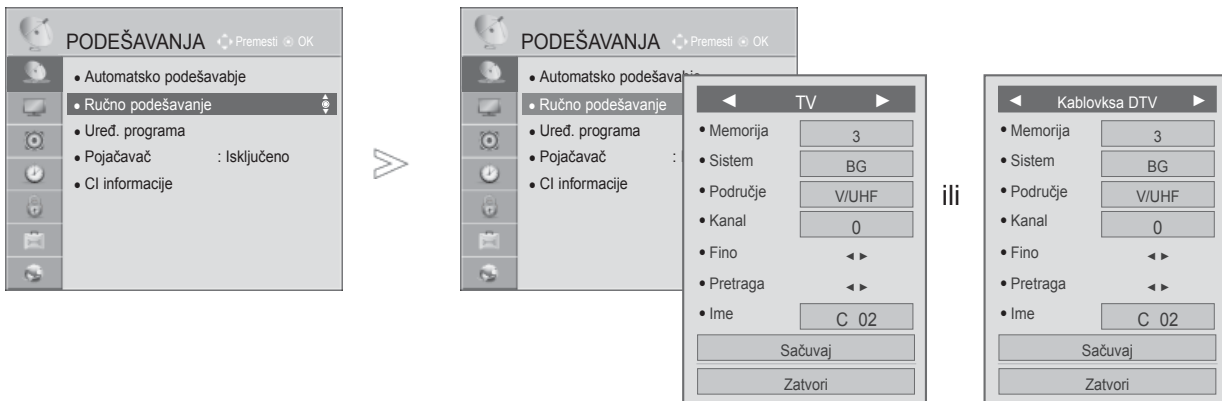 PODEŠAVANJA Premesti OK
• Automatsko podešavabje
• Ručno podešavanje
• Uređ. programa
• Pojačavač : Isključeno
• CI informacije
PODEŠAVANJA Premesti OK
• Automatsko podešavabje
• Ručno podešavanje
• Uređ. programa
• Pojačavač :
• CI informacije
◄ TV ►
• Memorija 3
• Sistem BG
• Područje V/UHF
• Kanal 0
• Fino ◄ ►
• Pretraga ◄ ►
• Ime C 02
Sačuvaj
Zatvori
ili
◄ Kablovksa DTV ►
• Memorija 3
• Sistem BG
• Područje V/UHF
• Kanal 0
• Fino ◄ ►
• Pretraga ◄ ►
• Ime C 02
Sačuvaj
Zatvori